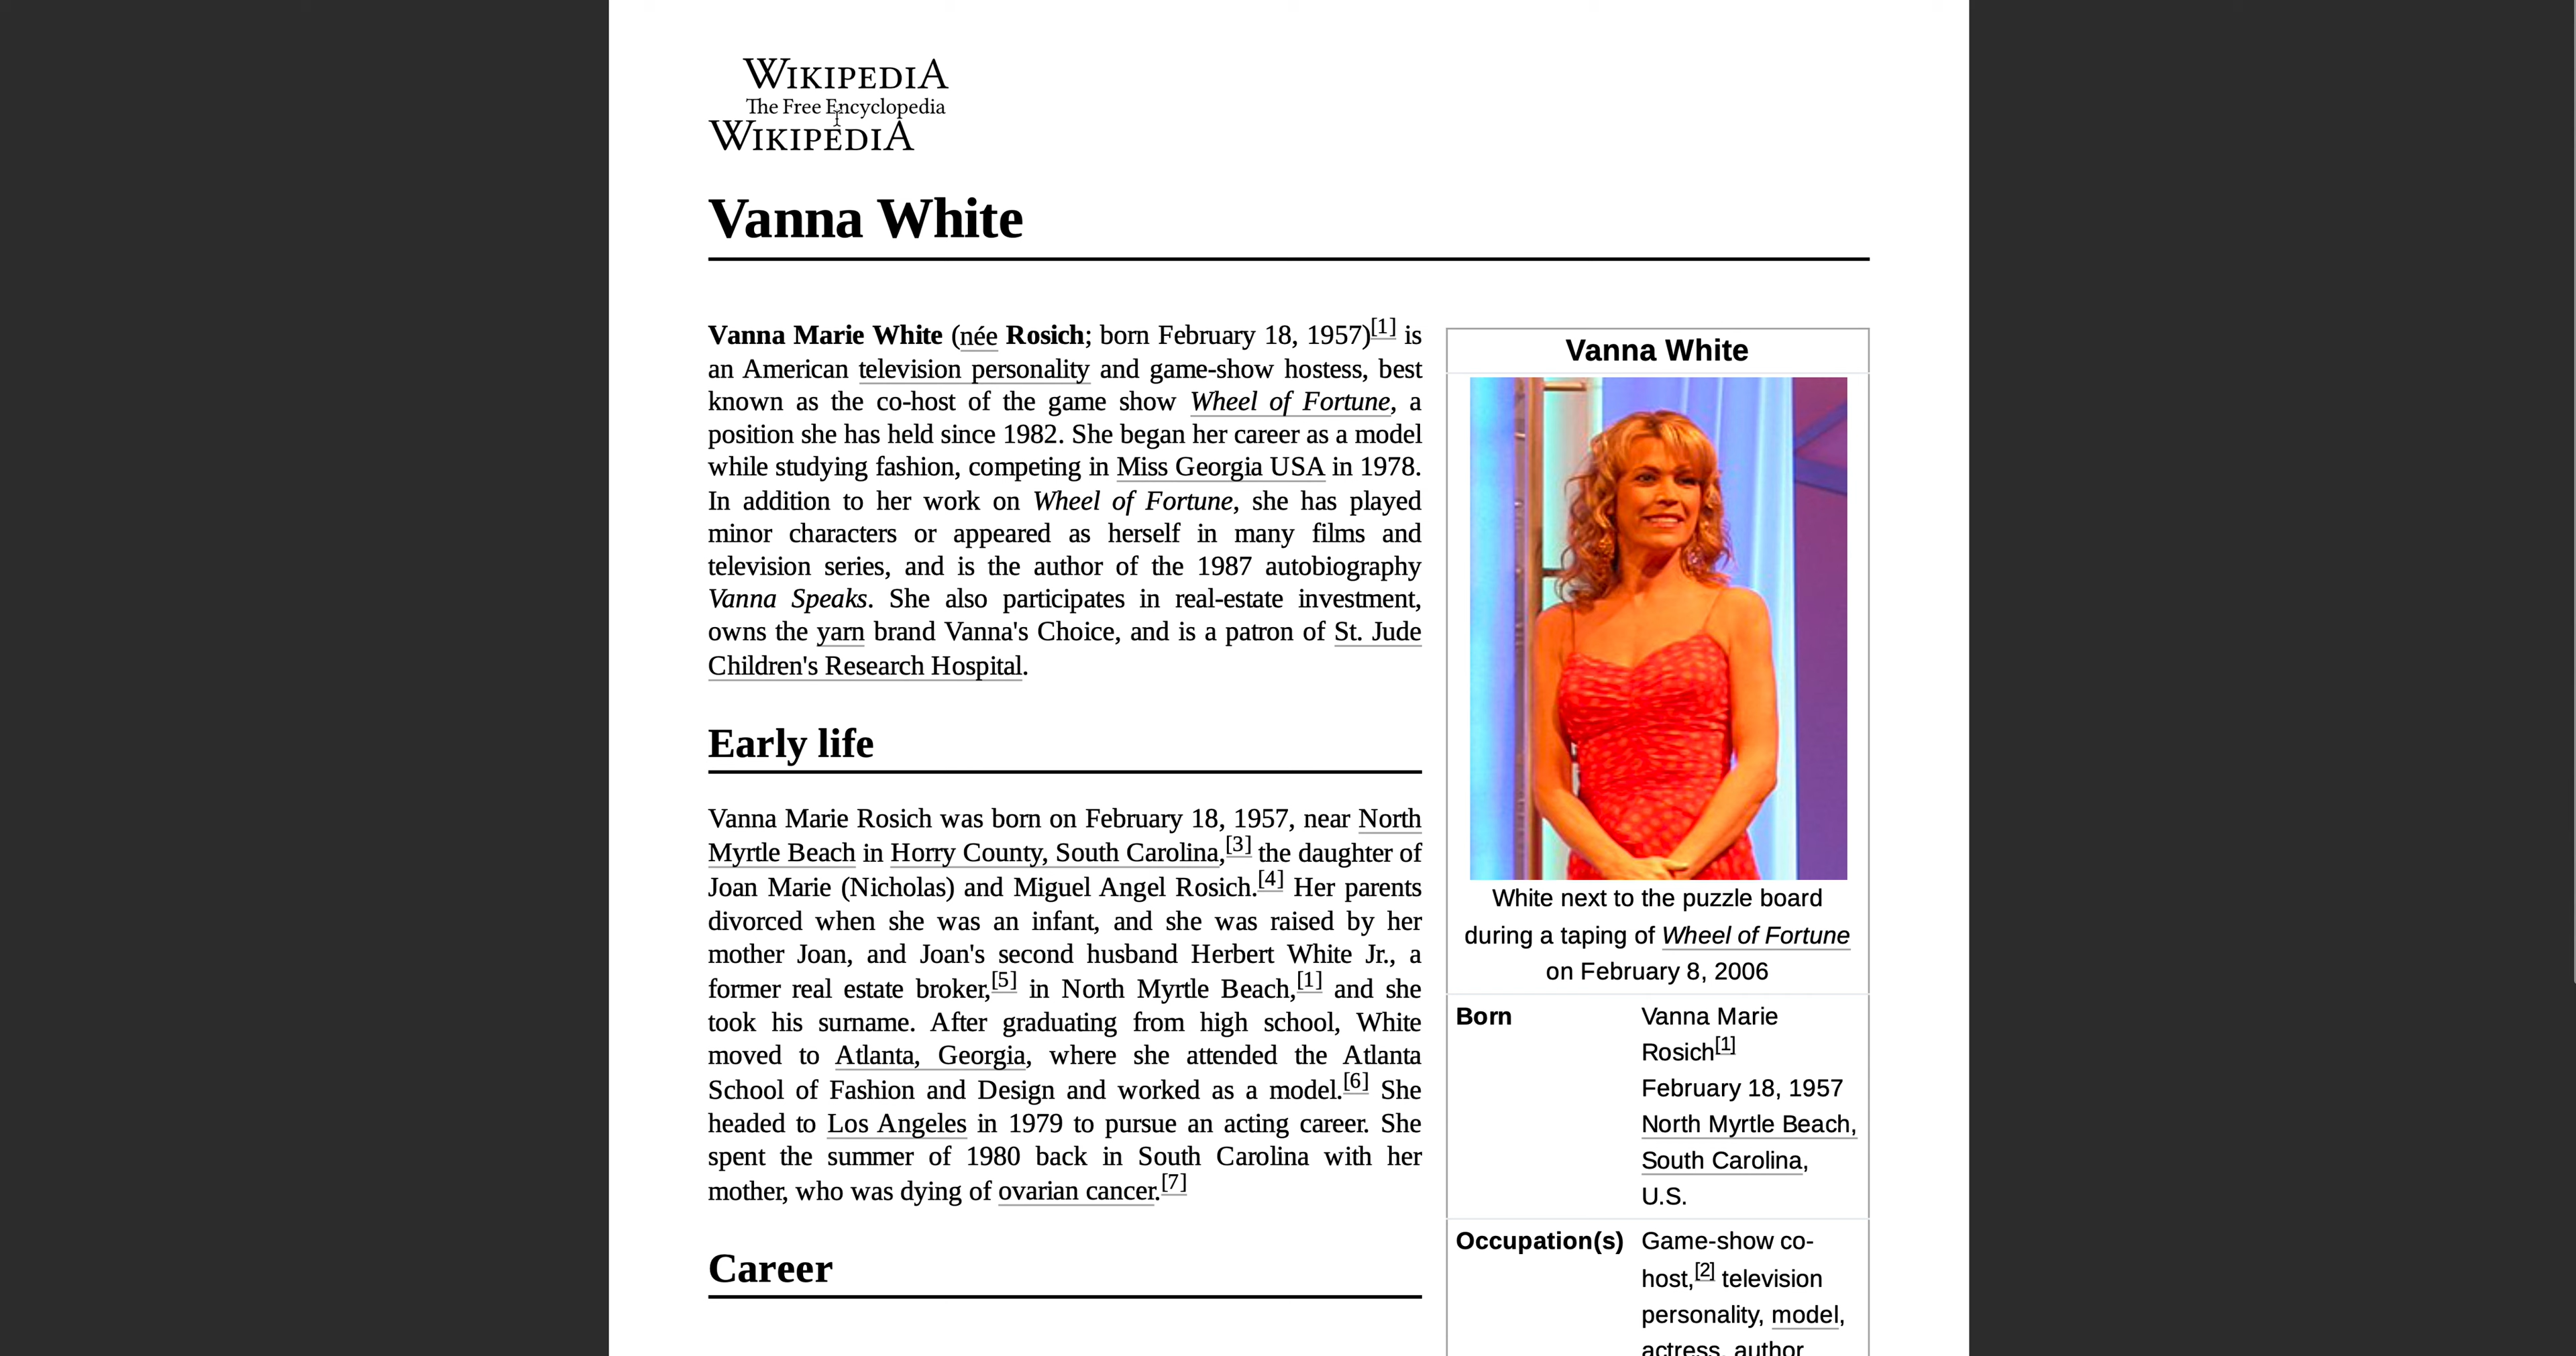 WIKIPEDIA
The Free Encyclopedia
WIKIPEDIA
Vanna White
Vanna Marie White (née Rosich; born February 18, 1957)[1] is
an American television personality and game-show hostess, best
known as the co-host of the game show Wheel of Fortune, a
position she has held since 1982. She began her career as a model
while studying fashion, competing in Miss Georgia USA in 1978.
In addition to her work on Wheel of Fortune, she has played
minor characters or appeared as herself in many films and
television series, and is the author of the 1987 autobiography
Vanna Speaks. She also participates in real-estate investment,
owns the yarn brand Vanna's Choice, and is a patron of St. Jude
Children's Research Hospital.
Early life
Vanna Marie Rosich was born on February 18, 1957, near North
Myrtle Beach in Horry County, South Carolina,[3] the daughter of
Joan Marie (Nicholas) and Miguel Angel Rosich.[4] Her parents
divorced when she was an infant, and she was raised by her
mother Joan, and Joan's second husband Herbert White Jr., a
former real estate broker,[5] in North Myrtle Beach,[1] and she
took his surname. After graduating from high school, White
moved to Atlanta, Georgia, where she attended the Atlanta
School of Fashion and Design and worked as a model.[6] She
headed to Los Angeles in 1979 to pursue an acting career. She
spent the summer of 1980 back in South Carolina with her
mother, who was dying of ovarian cancer.[7]
Career
Vanna White
White next to the puzzle board
during a taping of Wheel of Fortune
on February 8, 2006
Born Vanna Marie
Rosich[1]
February 18, 1957
North Myrtle Beach,
South Carolina,
U.S.
Occupation(s) Game-show co-
host,[2] television
personality, model,
actress, author